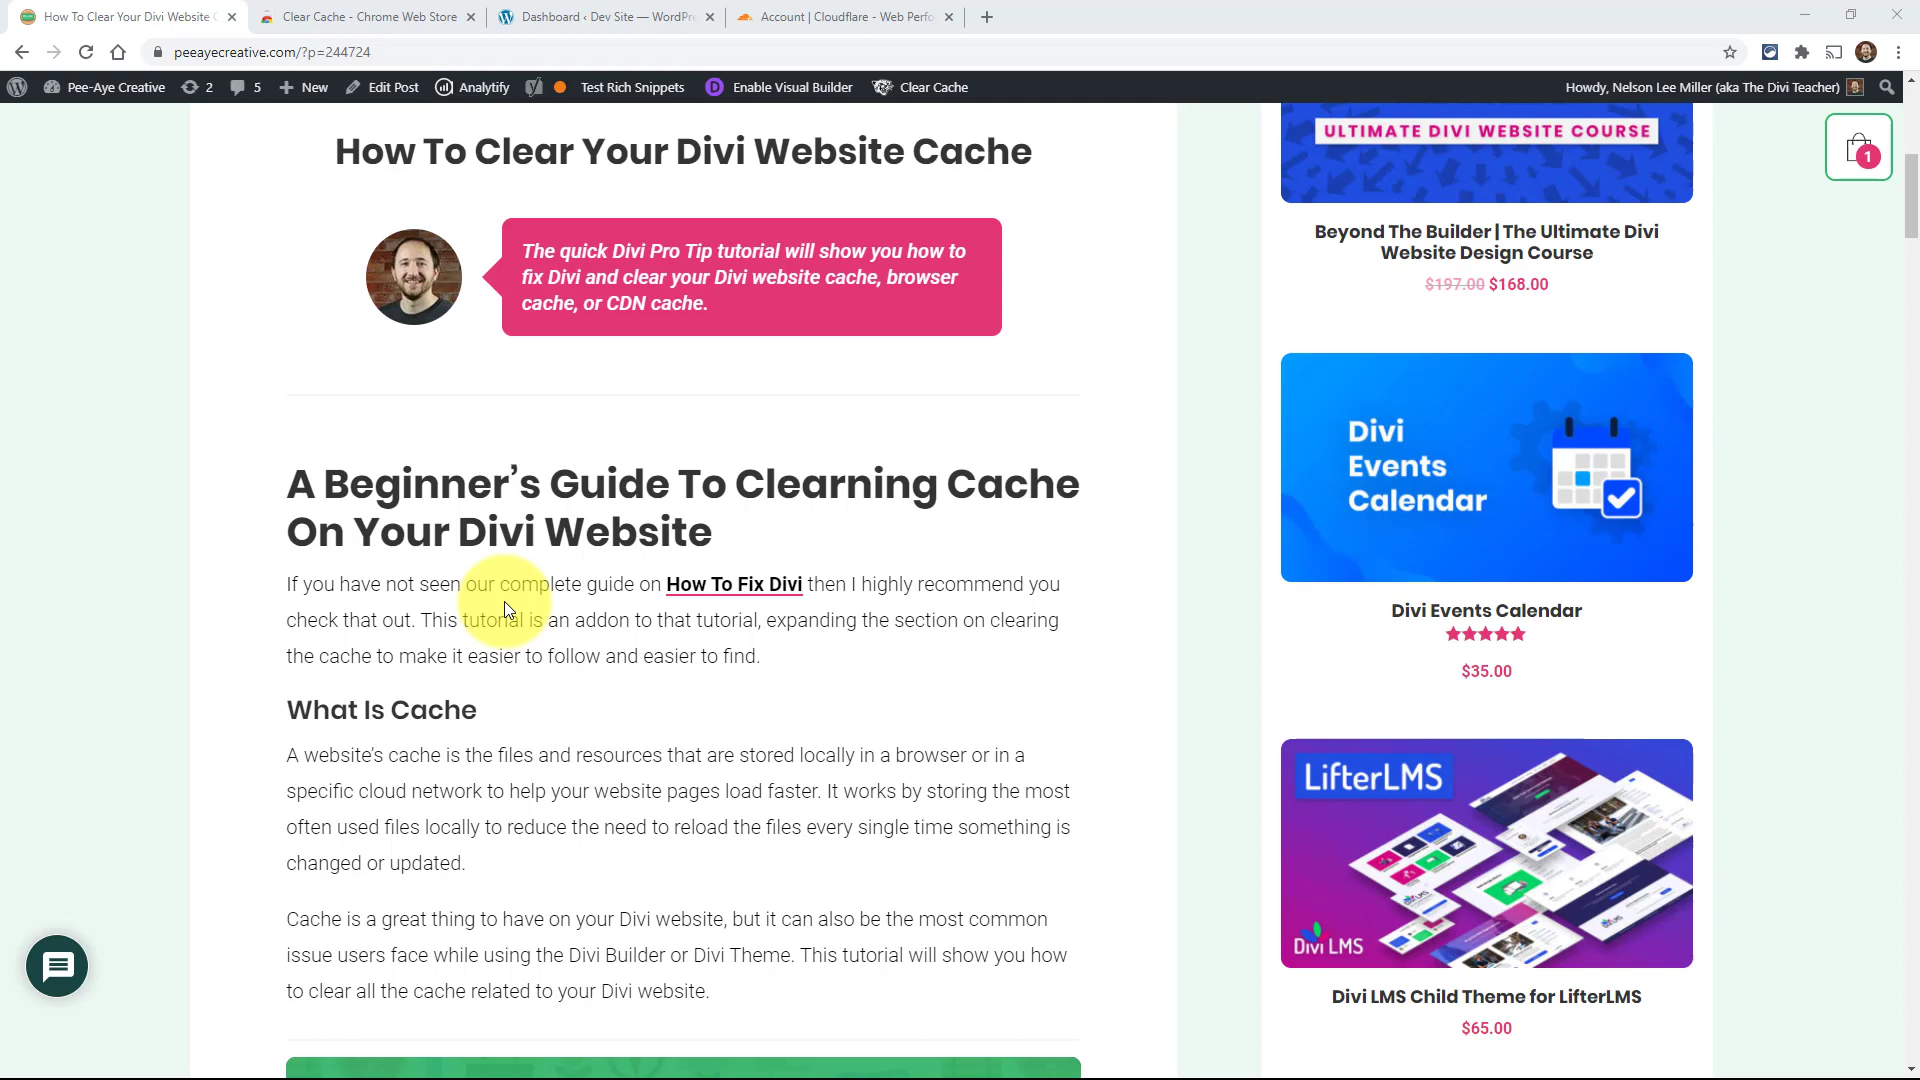 How To Clear Your Divi Website C
Clear Cache - Chrome Web Store
Dashboard ‹ Dev Site — WordPre
Account | Cloudflare - Web Perfo
peeayecreative.com/?p=244724
Pee-Aye Creative
2
5
New
Edit Post
Analytify
Test Rich Snippets
D
Enable Visual Builder
Clear Cache
Howdy, Nelson Lee Miller (aka The Divi Teacher)
How To Clear Your Divi Website Cache
The quick Divi Pro Tip tutorial will show you how to
fix Divi and clear your Divi website cache, browser
cache, or CDN cache.
A Beginner’s Guide To Clearning Cache
On Your Divi Website
If you have not seen our complete guide on How To Fix Divi then I highly recommend you
check that out. This tutorial is an addon to that tutorial, expanding the section on clearing
the cache to make it easier to follow and easier to find.
What Is Cache
A website’s cache is the files and resources that are stored locally in a browser or in a
specific cloud network to help your website pages load faster. It works by storing the most
often used files locally to reduce the need to reload the files every single time something is
changed or updated.
Cache is a great thing to have on your Divi website, but it can also be the most common
issue users face while using the Divi Builder or Divi Theme. This tutorial will show you how
to clear all the cache related to your Divi website.
ULTIMATE DIVI WEBSITE COURSE
1
Beyond The Builder | The Ultimate Divi
Website Design Course
$197.00 $168.00
Divi
Events
Calendar
Divi Events Calendar
$35.00
LifterLMS
Divi LMS
Divi LMS Child Theme for LifterLMS
$65.00